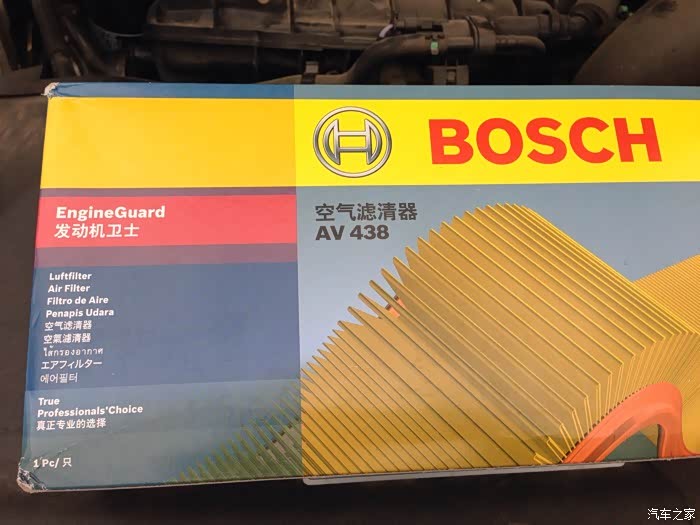 BOSCH
EngineGuard
发动机卫士
空气滤清器
AV 438
Luftfilter
Air Filter
Filtro de Aire
Penapis Udara
空气滤清器
空氣濾清器
ไส้กรองอากาศ
エアフィルター
에어필터
True
Professionals'Choice
真正专业的选择
1 Pc/ 只
汽车之家